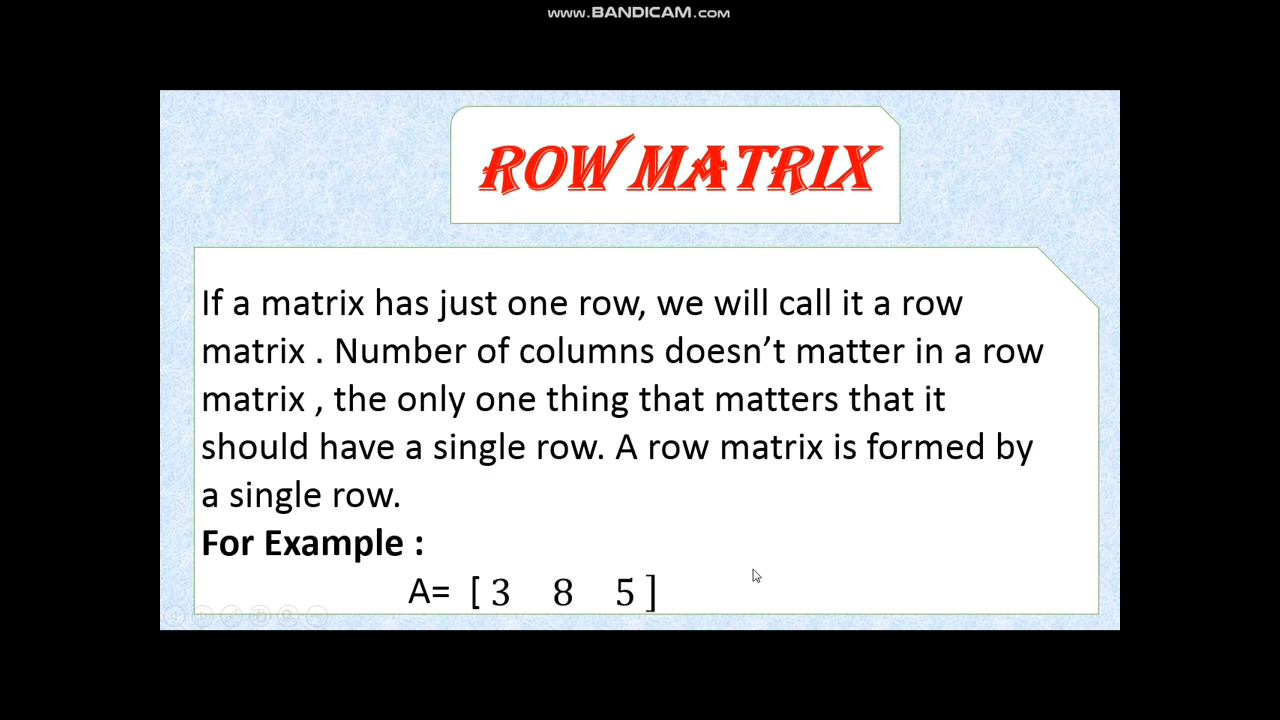 www.BANDICAM.com
ROW MATRIX
If a matrix has just one row, we will call it a row
matrix . Number of columns doesn’t matter in a row
matrix , the only one thing that matters that it
should have a single row. A row matrix is formed by
a single row.
For Example :
A= [ 3 8 5 ]